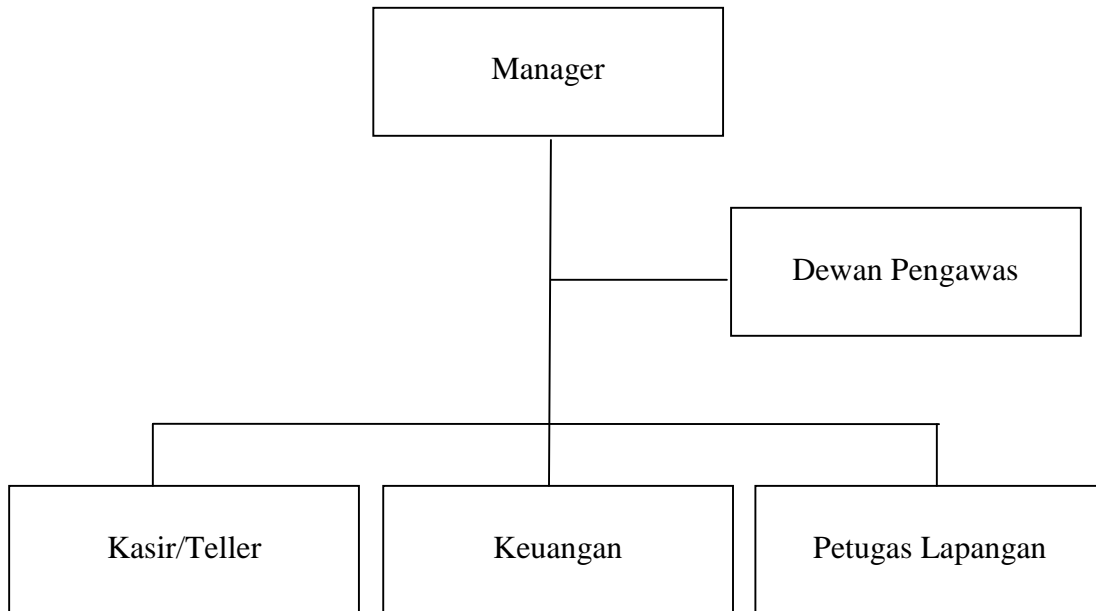 Manager
Dewan Pengawas
Kasir/Teller
Keuangan
Petugas Lapangan